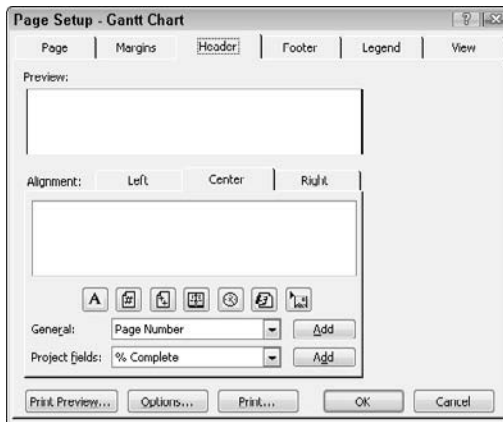 Page Setup - Gantt Chart
Page Margins Header Footer Legend View
Preview:
Alignment: Left Center Right
A
General: Page Number Add
Project fields: % Complete Add
Print Preview... Options... Print... OK Cancel